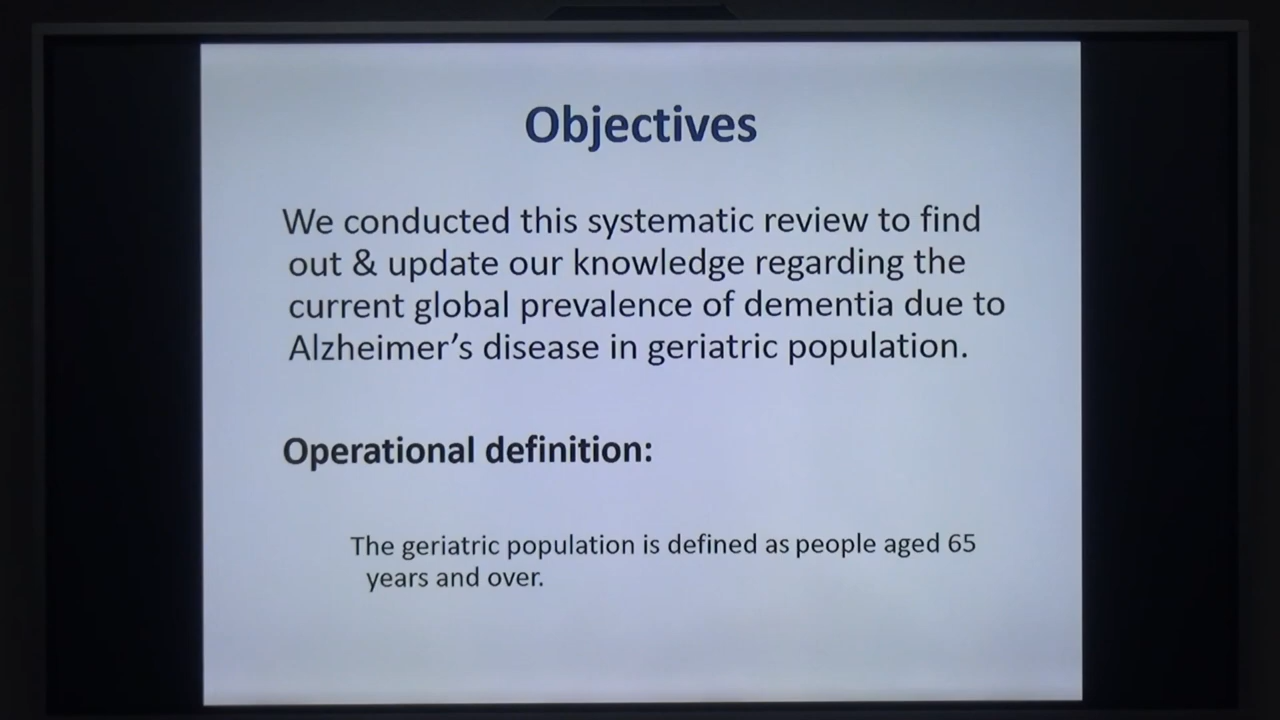 Objectives
We conducted this systematic review to find
out & update our knowledge regarding the
current global prevalence of dementia due to
Alzheimer’s disease in geriatric population.
Operational definition:
The geriatric population is defined as people aged 65
years and over.